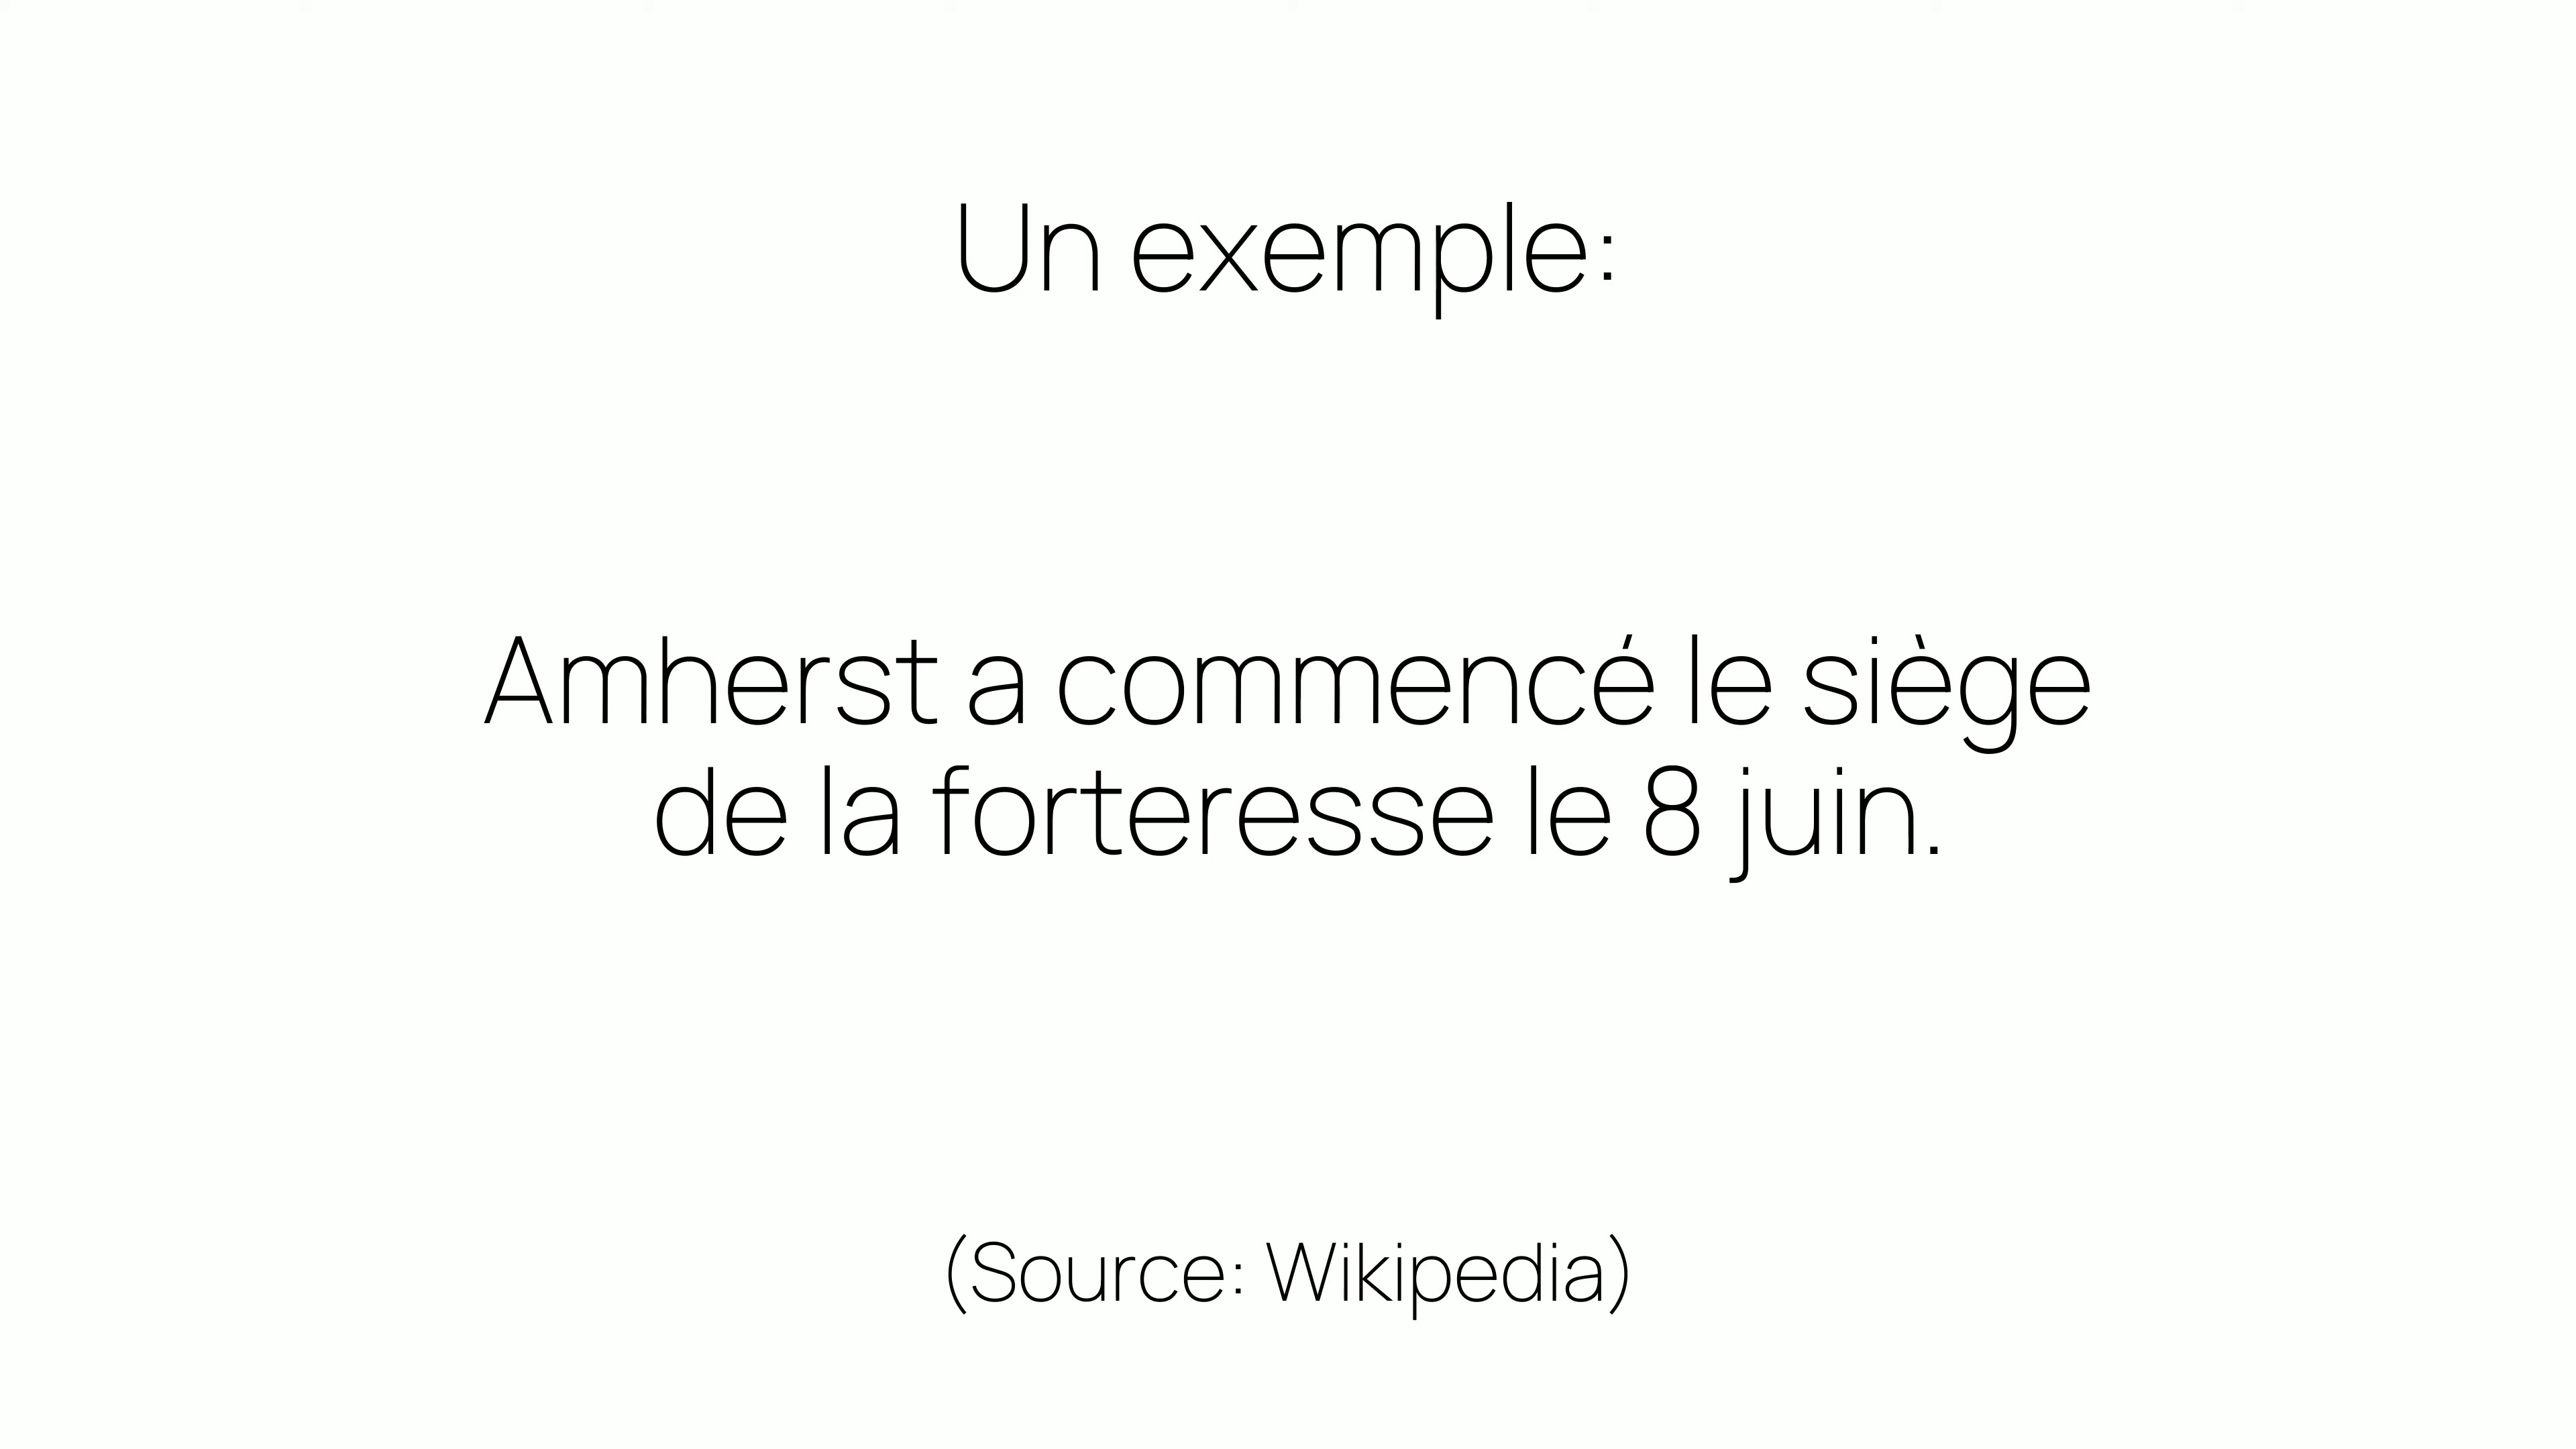 Un exemple:
Amherst a commencé le siège
de la forteresse le 8 juin.
(Source: Wikipedia)